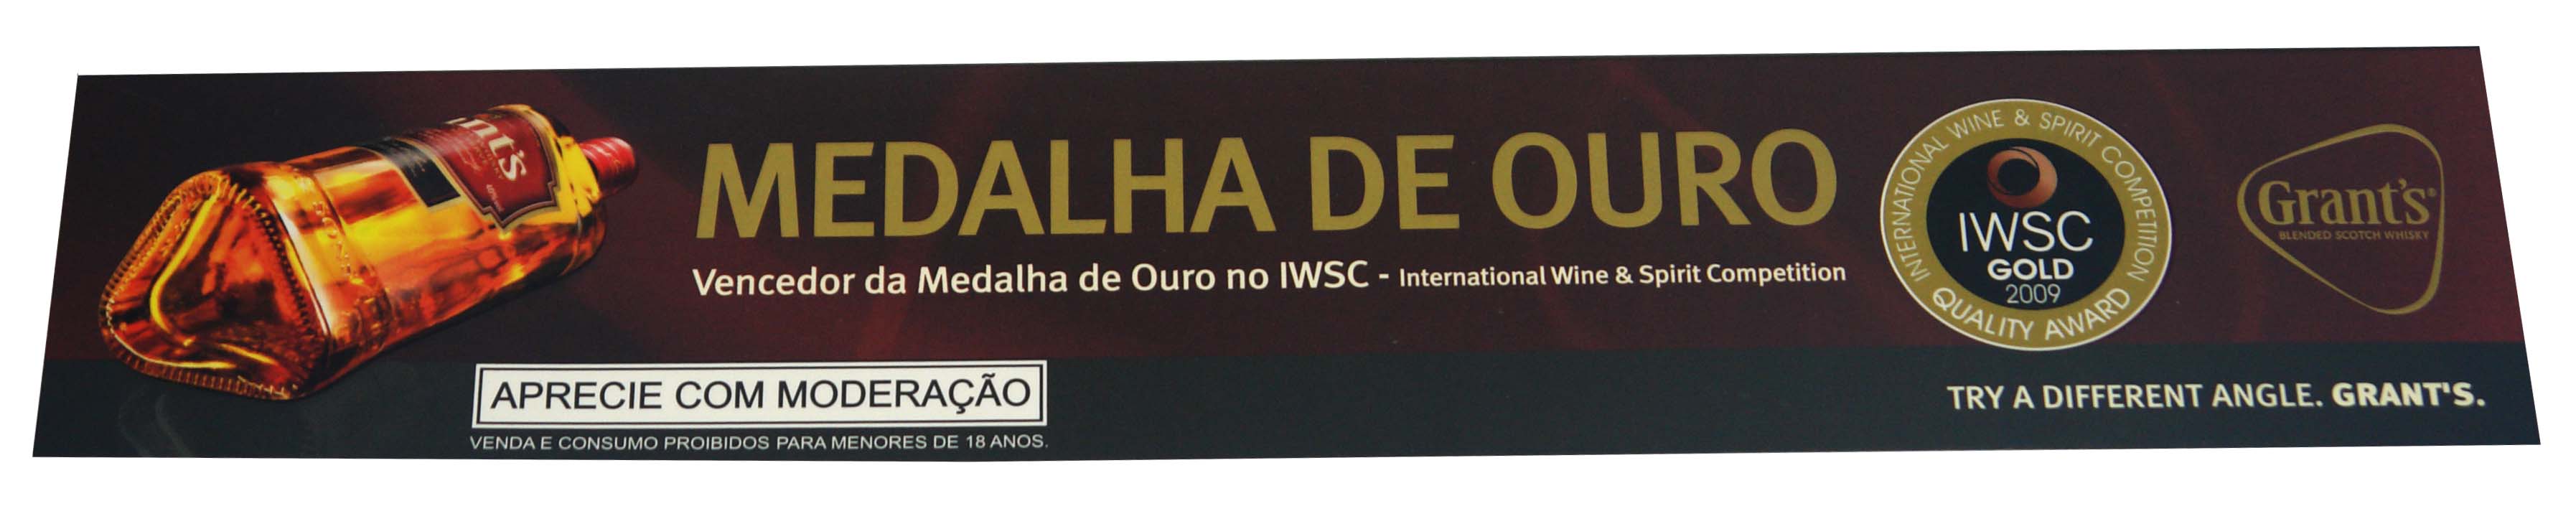 nt's
MEDALHA DE OURO
Vencedor da Medalha de Ouro no IWSC - International Wine & Spirit Competition
INTERNATIONAL WINE & SPIRIT COMPETITION
IWSC
GOLD
2009
QUALITY AWARD
Grant's®
BLENDED SCOTCH WHISKY
APRECIE COM MODERAÇÃO
VENDA E CONSUMO PROIBIDOS PARA MENORES DE 18 ANOS.
TRY A DIFFERENT ANGLE. GRANT'S.